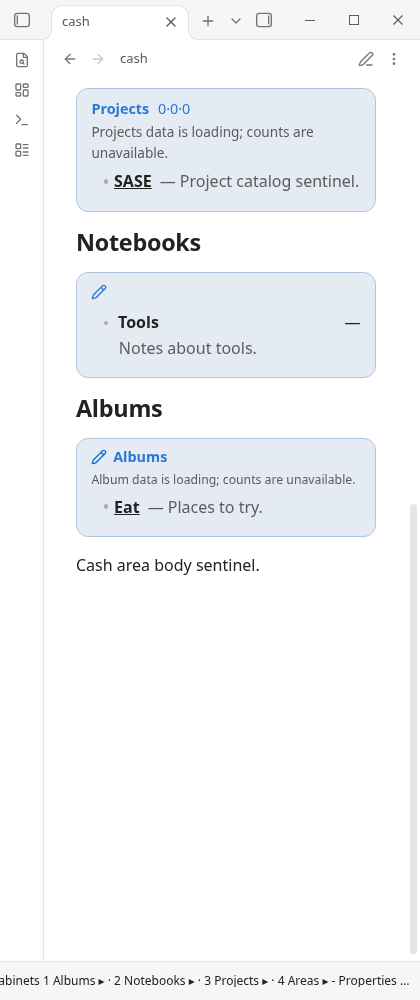 cash
cash
Projects 0·0·0
Projects data is loading; counts are
unavailable.
• SASE — Project catalog sentinel.
Notebooks
• Tools —
Notes about tools.
Albums
Albums
Album data is loading; counts are unavailable.
• Eat — Places to try.
Cash area body sentinel.
abinets 1 Albums ▸ · 2 Notebooks ▸ · 3 Projects ▸ · 4 Areas ▸ - Properties ...